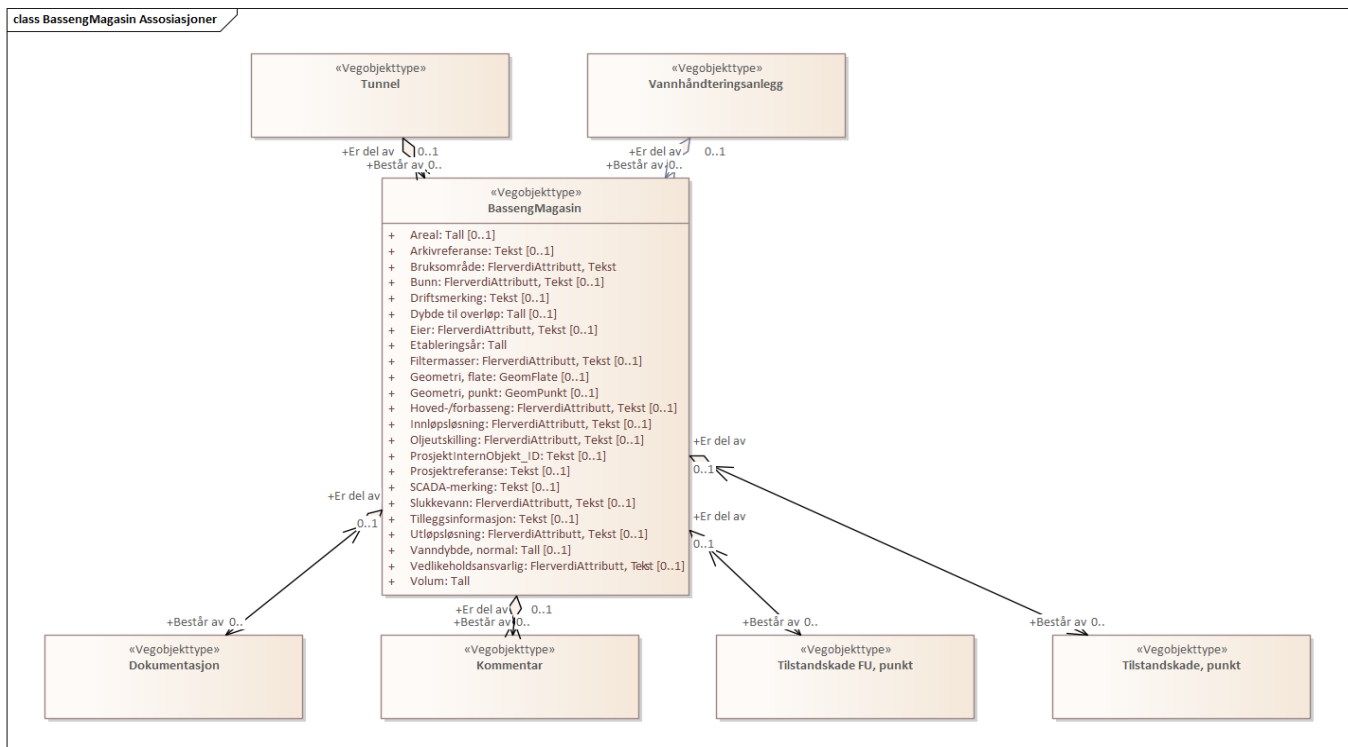 class BassengMagasin Assosiasjoner
«Vegobjekttype»
Tunnel
«Vegobjekttype»
Vannhåndteringsanlegg
+Er del av 0..1
+Består av 0..
+Er del av 0..1
+Består av 0..
«Vegobjekttype»
BassengMagasin
+ Areal: Tall [0..1]
+ Arkivreferanse: Tekst [0..1]
+ Bruksområde: FlerverdiAttributt, Tekst
+ Bunn: FlerverdiAttributt, Tekst [0..1]
+ Driftsmerking: Tekst [0..1]
+ Dybde til overløp: Tall [0..1]
+ Eier: FlerverdiAttributt, Tekst [0..1]
+ Etableringsår: Tall
+ Filtermasser: FlerverdiAttributt, Tekst [0..1]
+ Geometri, flate: GeomFlate [0..1]
+ Geometri, punkt: GeomPunkt [0..1]
+ Hoved-/forbasseng: FlerverdiAttributt, Tekst [0..1]
+ Innløpsløsning: FlerverdiAttributt, Tekst [0..1]
+ Oljeutskilling: FlerverdiAttributt, Tekst [0..1]
+ ProsjektInternObjekt_ID: Tekst [0..1]
+ Prosjektreferanse: Tekst [0..1]
+ SCADA-merking: Tekst [0..1]
+ Slukkevann: FlerverdiAttributt, Tekst [0..1]
+ Tilleggsinformasjon: Tekst [0..1]
+ Utløpsløsning: FlerverdiAttributt, Tekst [0..1]
+ Vanndybde, normal: Tall [0..1]
+ Vedlikeholdsansvarlig: FlerverdiAttributt, Tekst [0..1]
+ Volum: Tall
+Er del av
0..1
+Er del av
0..1
+Er del av
0..1
+Er del av 0..1
+Består av 0..
+Består av 0..
+Består av 0..
+Består av 0..
«Vegobjekttype»
Dokumentasjon
«Vegobjekttype»
Kommentar
«Vegobjekttype»
Tilstandskade FU, punkt
«Vegobjekttype»
Tilstandskade, punkt